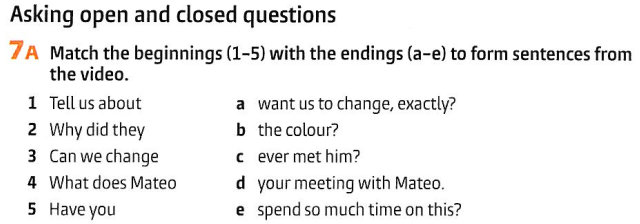 Asking open and closed questions
7A Match the beginnings (1–5) with the endings (a–e) to form sentences from
the video.
1 Tell us about a want us to change, exactly?
2 Why did they b the colour?
3 Can we change c ever met him?
4 What does Mateo d your meeting with Mateo.
5 Have you e spend so much time on this?